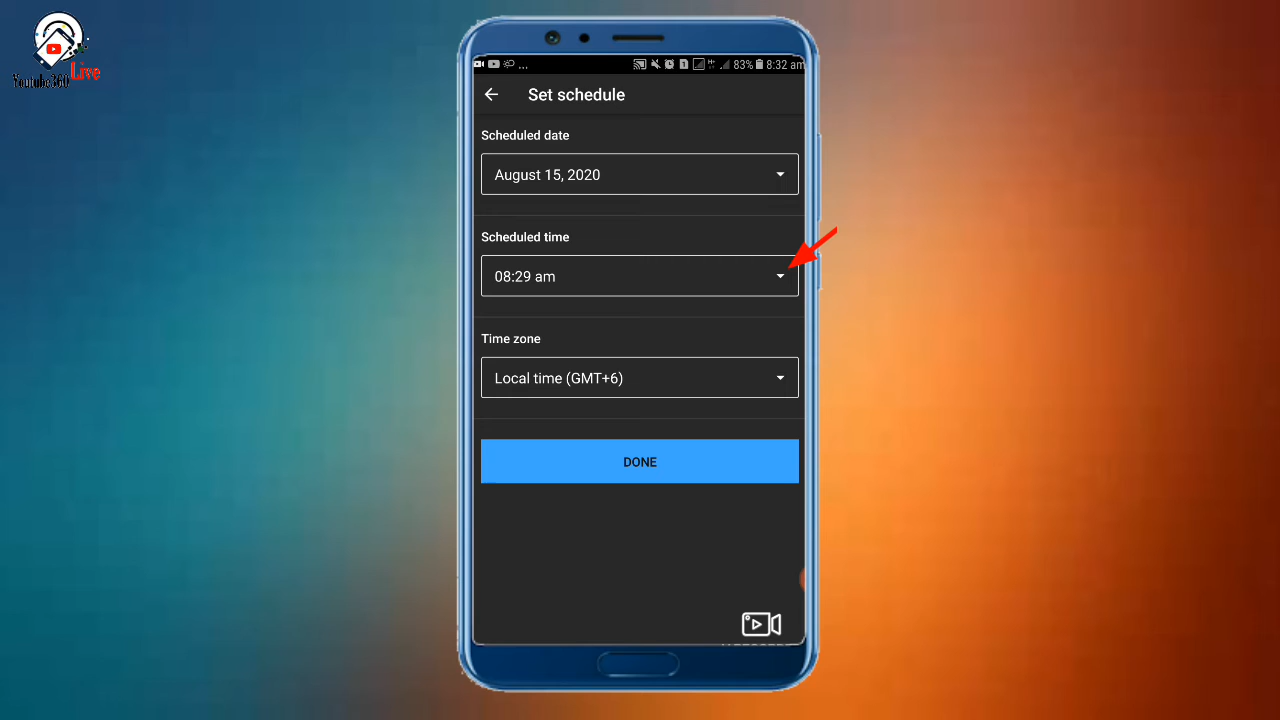 Youtube360 Live
... 83% 8:32 am
Set schedule
Scheduled date
August 15, 2020
Scheduled time
08:29 am
Time zone
Local time (GMT+6)
DONE